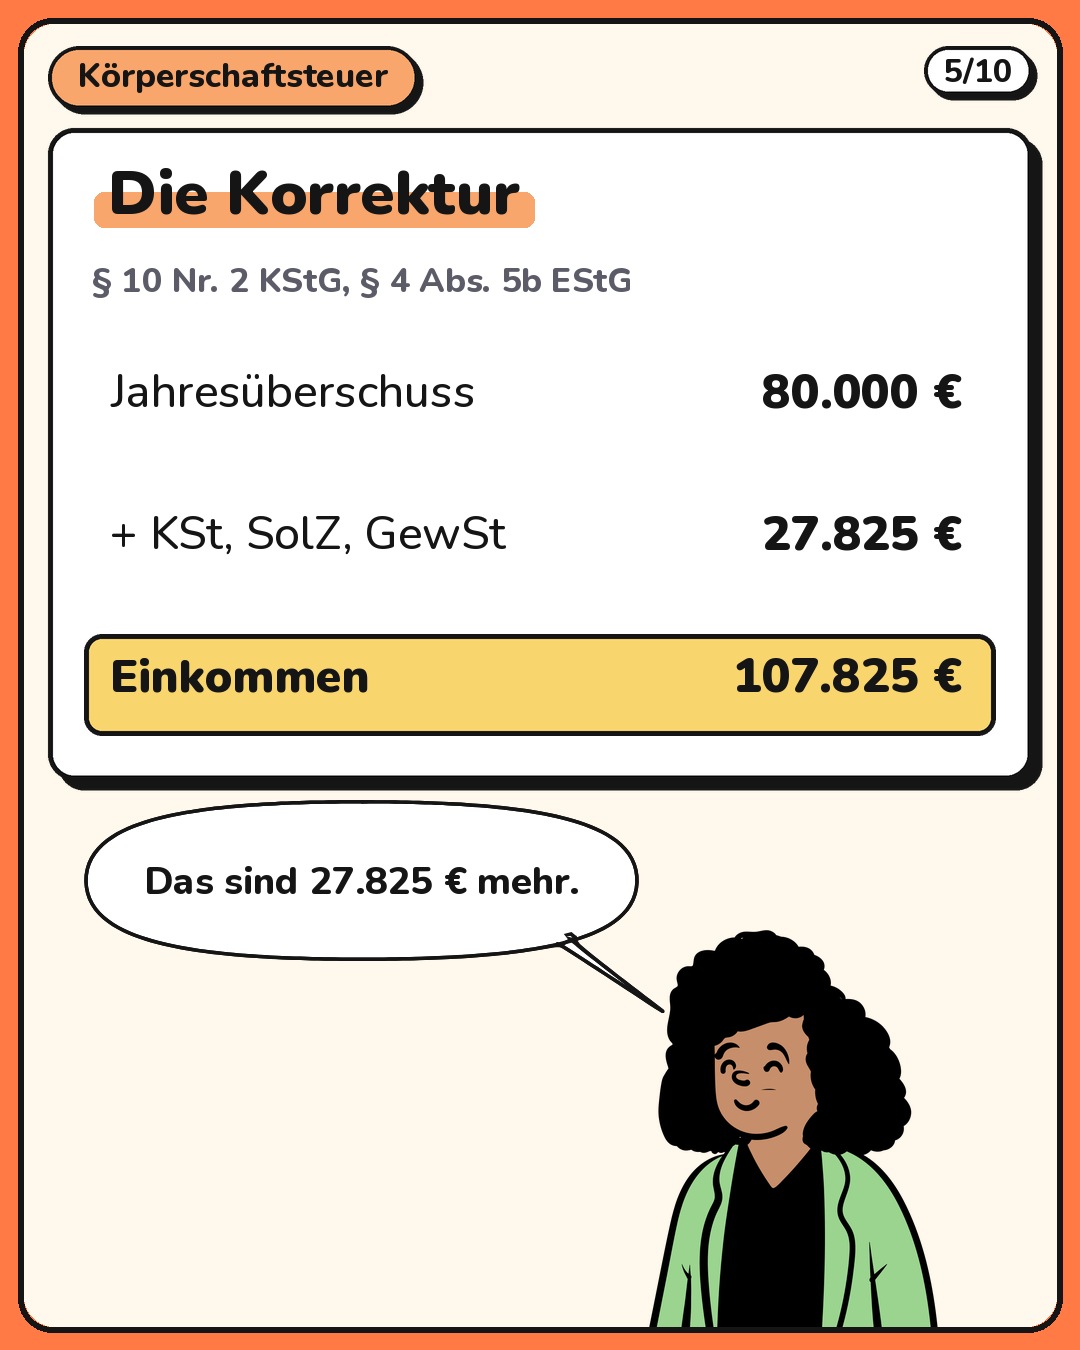 Körperschaftsteuer
5/10
Die Korrektur
§ 10 Nr. 2 KStG, § 4 Abs. 5b EStG
Jahresüberschuss 80.000 €
+ KSt, SolZ, GewSt 27.825 €
Einkommen 107.825 €
Das sind 27.825 € mehr.